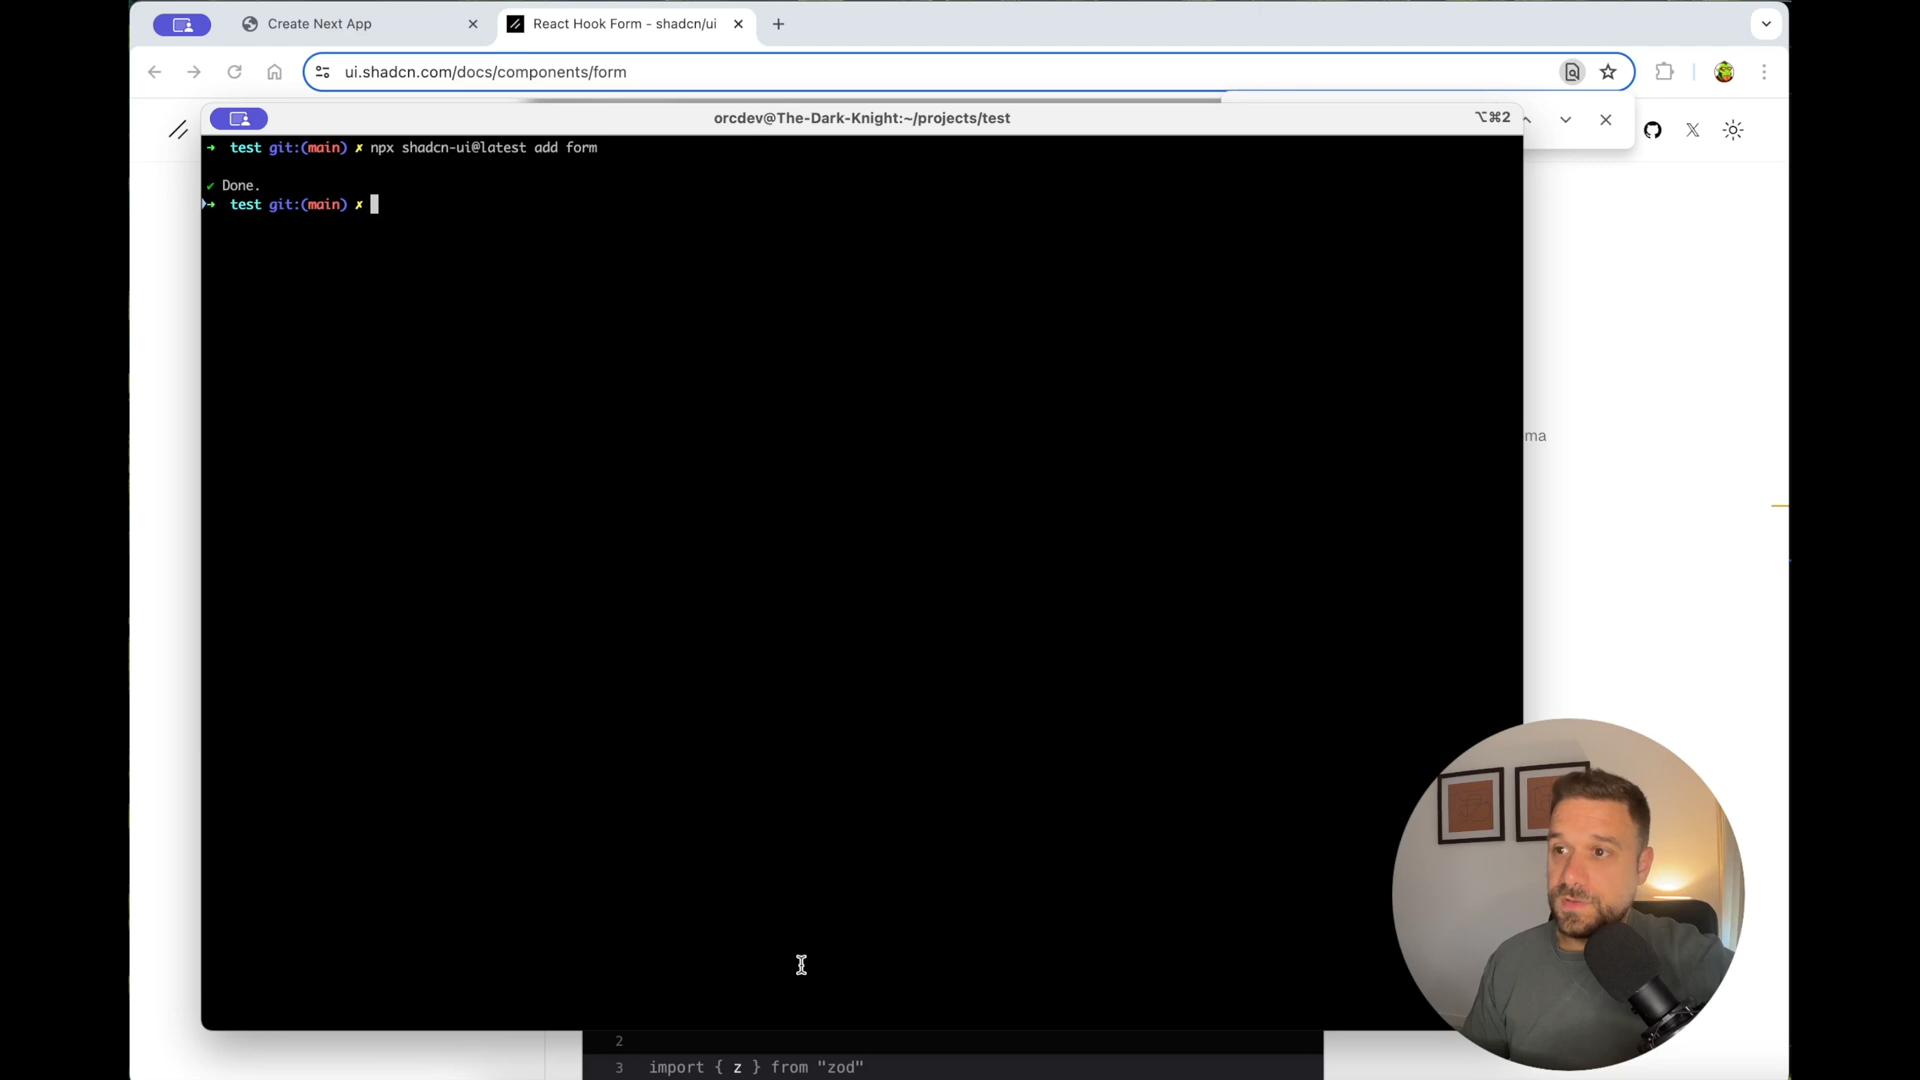 Create Next App
React Hook Form - shadcn/ui
ui.shadcn.com/docs/components/form
orcdev@The-Dark-Knight:~/projects/test
⌥⌘2
➜ test git:(main) ✗ npx shadcn-ui@latest add form
✔ Done.
➜ test git:(main) ✗
ma
2
3 import { z } from "zod"